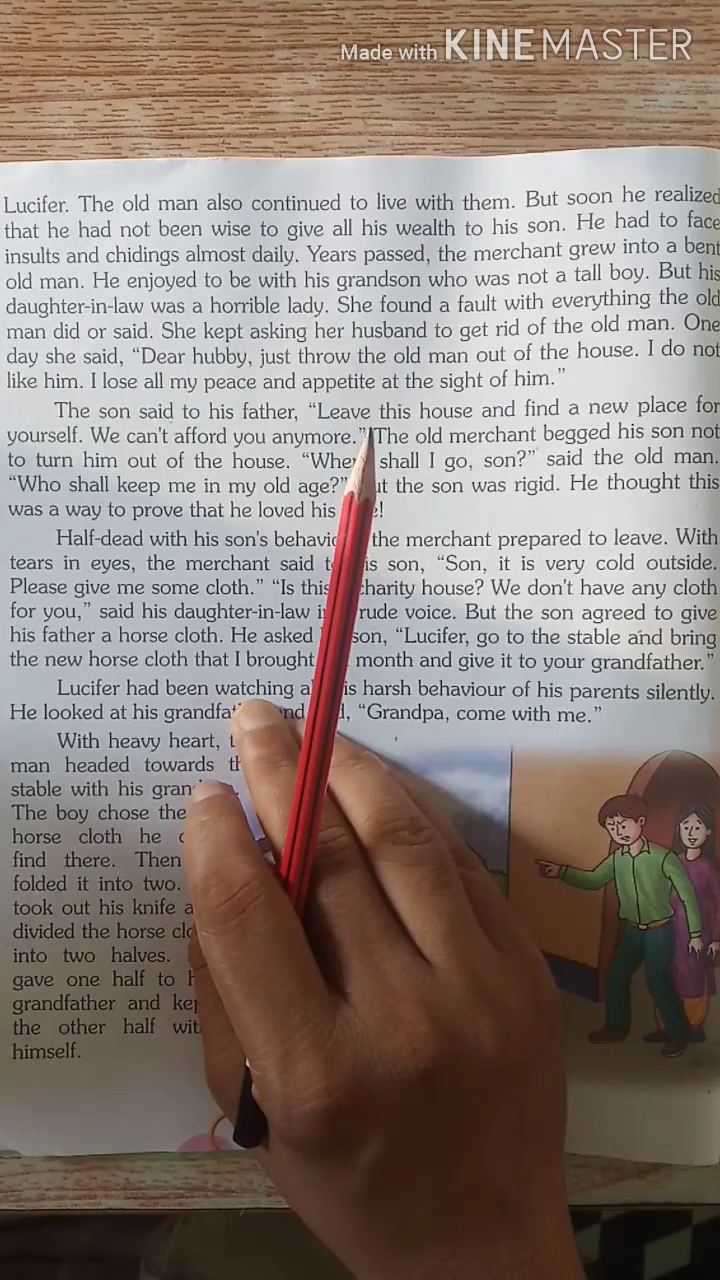 Made with KINEMASTER
Lucifer. The old man also continued to live with them. But soon he realized
that he had not been wise to give all his wealth to his son. He had to face
insults and chidings almost daily. Years passed, the merchant grew into a bent
old man. He enjoyed to be with his grandson who was not a tall boy. But his
daughter-in-law was a horrible lady. She found a fault with everything the old
man did or said. She kept asking her husband to get rid of the old man. One
day she said, “Dear hubby, just throw the old man out of the house. I do not
like him. I lose all my peace and appetite at the sight of him.”
The son said to his father, “Leave this house and find a new place for
yourself. We can't afford you anymore.” The old merchant begged his son not
to turn him out of the house. “Where shall I go, son?” said the old man.
“Who shall keep me in my old age?” But the son was rigid. He thought this
was a way to prove that he loved his
Half-dead with his son's behaviour the merchant prepared to leave. With
tears in eyes, the merchant said to his son, “Son, it is very cold outside.
Please give me some cloth.” “Is this charity house? We don't have any cloth
for you,” said his daughter-in-law in rude voice. But the son agreed to give
his father a horse cloth. He asked son, “Lucifer, go to the stable and bring
the new horse cloth that I brought month and give it to your grandfather.”
Lucifer had been watching all this harsh behaviour of his parents silently.
He looked at his grandfather and said, “Grandpa, come with me.”
With heavy heart,
man headed towards the
stable with his
The boy chose the
horse cloth he
find there. Then
folded it into two.
took out his knife
divided the horse
into two halves.
gave one half to
grandfather and
the other half
himself.